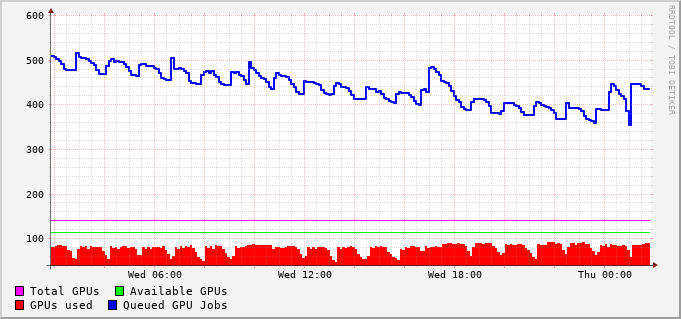 600
500
400
300
200
100
Wed 06:00 Wed 12:00 Wed 18:00 Thu 00:00
Total GPUs Available GPUs
GPUs used Queued GPU Jobs
RRDTOOL / TOBI OETIKER